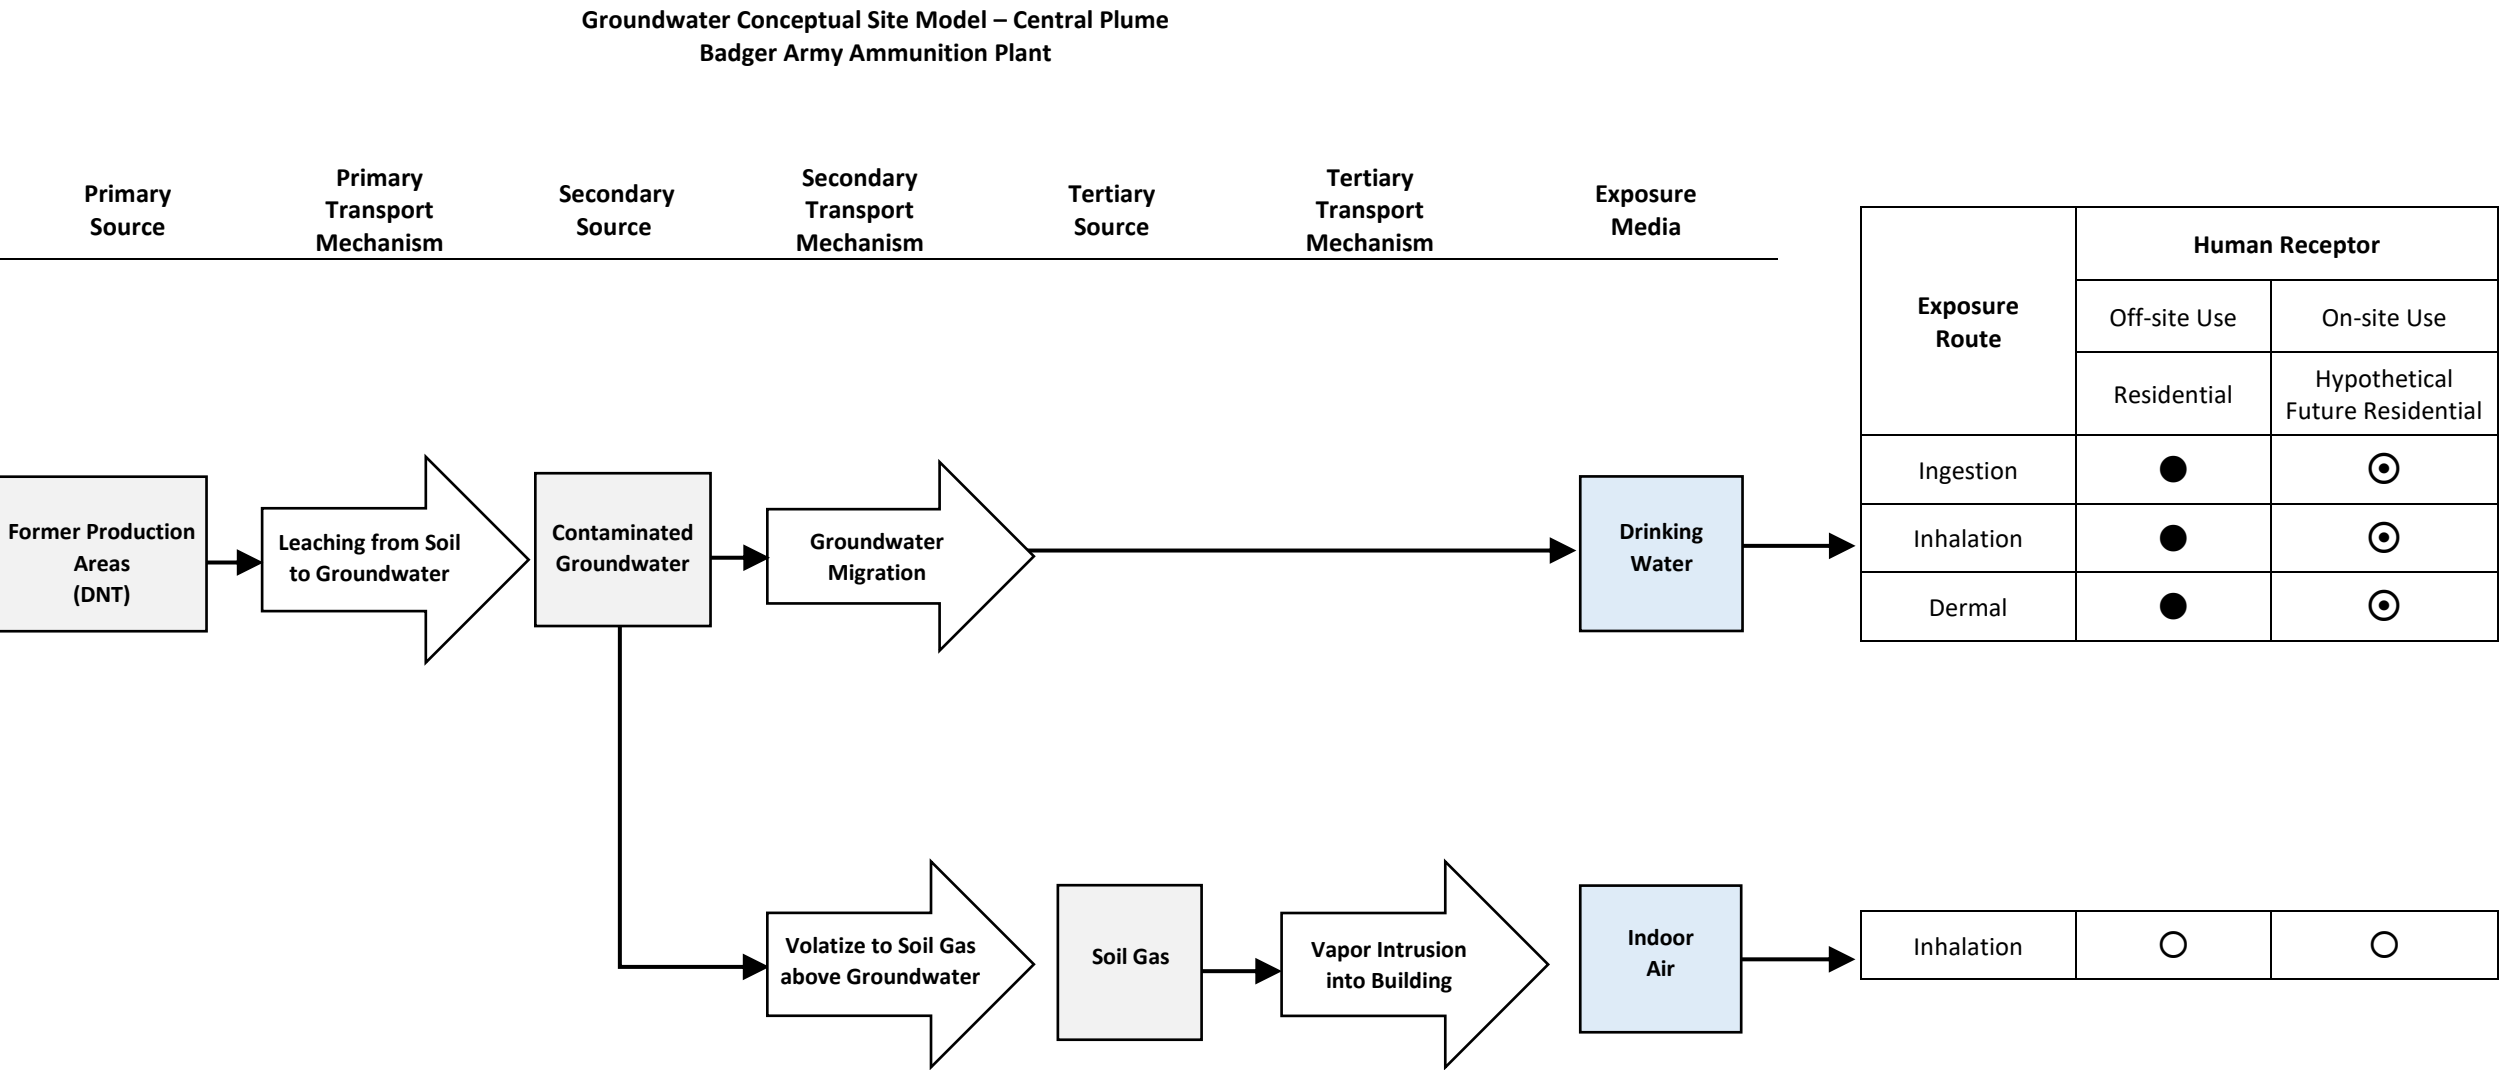 Groundwater Conceptual Site Model – Central Plume
Badger Army Ammunition Plant
Primary
Source
Primary
Transport
Mechanism
Secondary
Source
Secondary
Transport
Mechanism
Tertiary
Source
Tertiary
Transport
Mechanism
Exposure
Media
Exposure
Route
Human Receptor
Off-site Use
On-site Use
Residential
Hypothetical
Future Residential
Ingestion
Inhalation
Dermal
Former Production
Areas
(DNT)
Leaching from Soil
to Groundwater
Contaminated
Groundwater
Groundwater
Migration
Drinking
Water
Volatize to Soil Gas
above Groundwater
Soil Gas
Vapor Intrusion
into Building
Indoor
Air
Inhalation